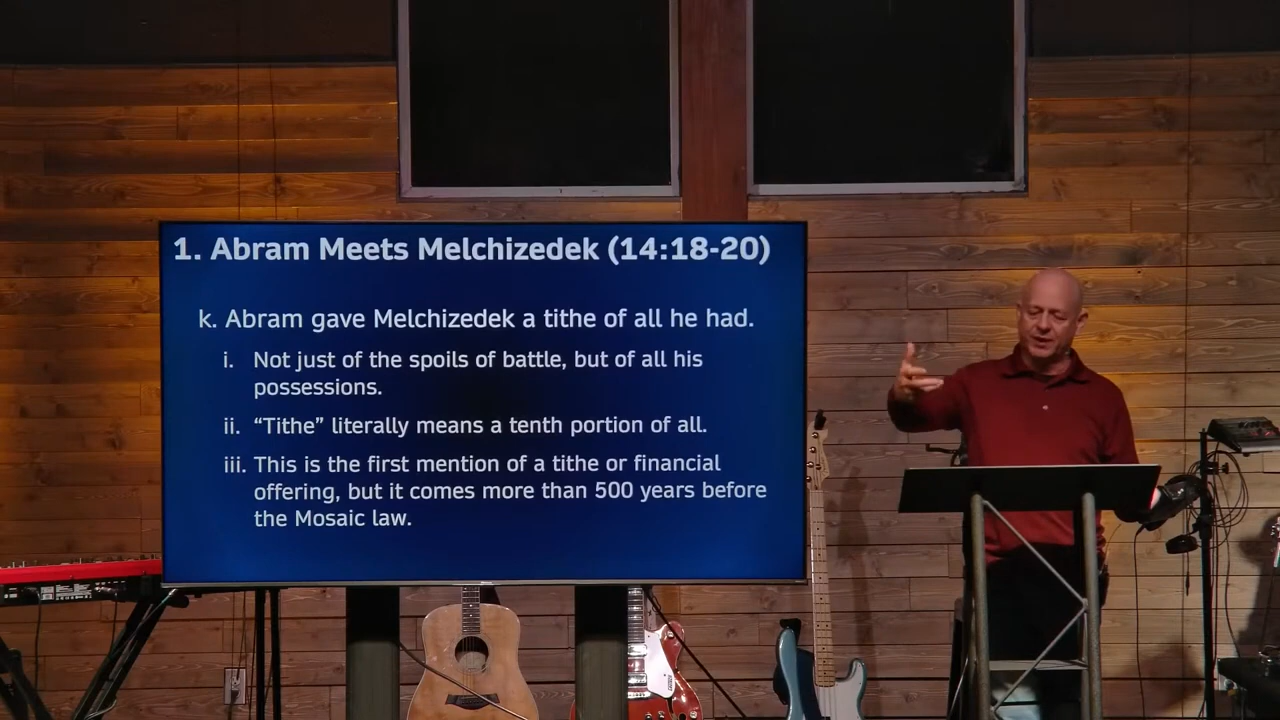 1. Abram Meets Melchizedek (14:18-20)
k. Abram gave Melchizedek a tithe of all he had.
i. Not just of the spoils of battle, but of all his
possessions.
ii. “Tithe” literally means a tenth portion of all.
iii. This is the first mention of a tithe or financial
offering, but it comes more than 500 years before
the Mosaic law.